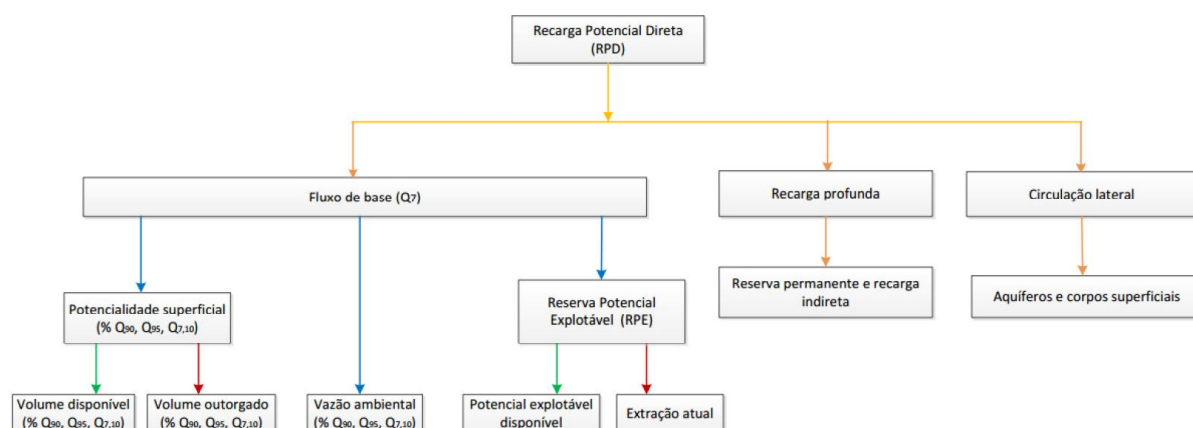 Recarga Potencial Direta
(RPD)
Fluxo de base (Q7)
Recarga profunda
Circulação lateral
Potencialidade superficial
(% Q90, Q95, Q7,10)
Reserva Potencial
Explotável (RPE)
Reserva permanente e recarga
indireta
Aquíferos e corpos superficiais
Volume disponível
(% Q90, Q95, Q7,10)
Volume outorgado
(% Q90, Q95, Q7,10)
Vazão ambiental
(% Q90, Q95, Q7,10)
Potencial explotável
disponível
Extração atual